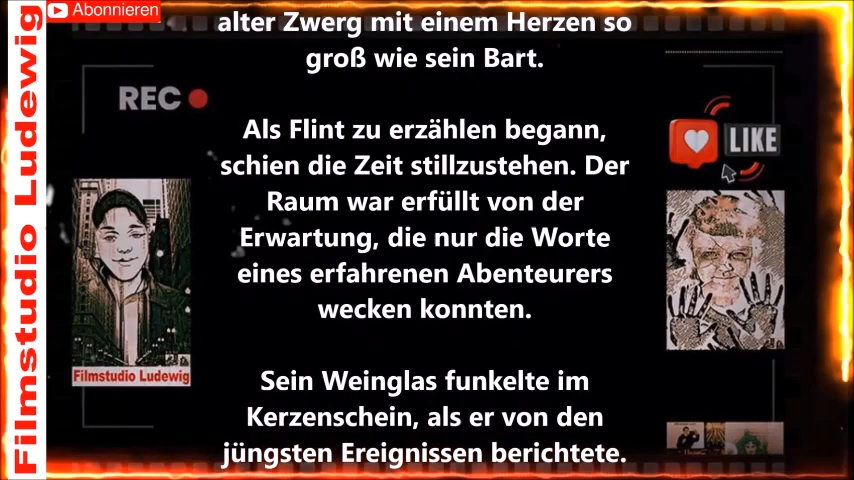 Filmstudio Ludewig
Abonnieren
REC
alter Zwerg mit einem Herzen so
groß wie sein Bart.
Als Flint zu erzählen begann,
schien die Zeit stillzustehen. Der
Raum war erfüllt von der
Erwartung, die nur die Worte
eines erfahrenen Abenteurers
wecken konnten.
Sein Weinglas funkelte im
Kerzenschein, als er von den
jüngsten Ereignissen berichtete.
LIKE
Filmstudio Ludewig